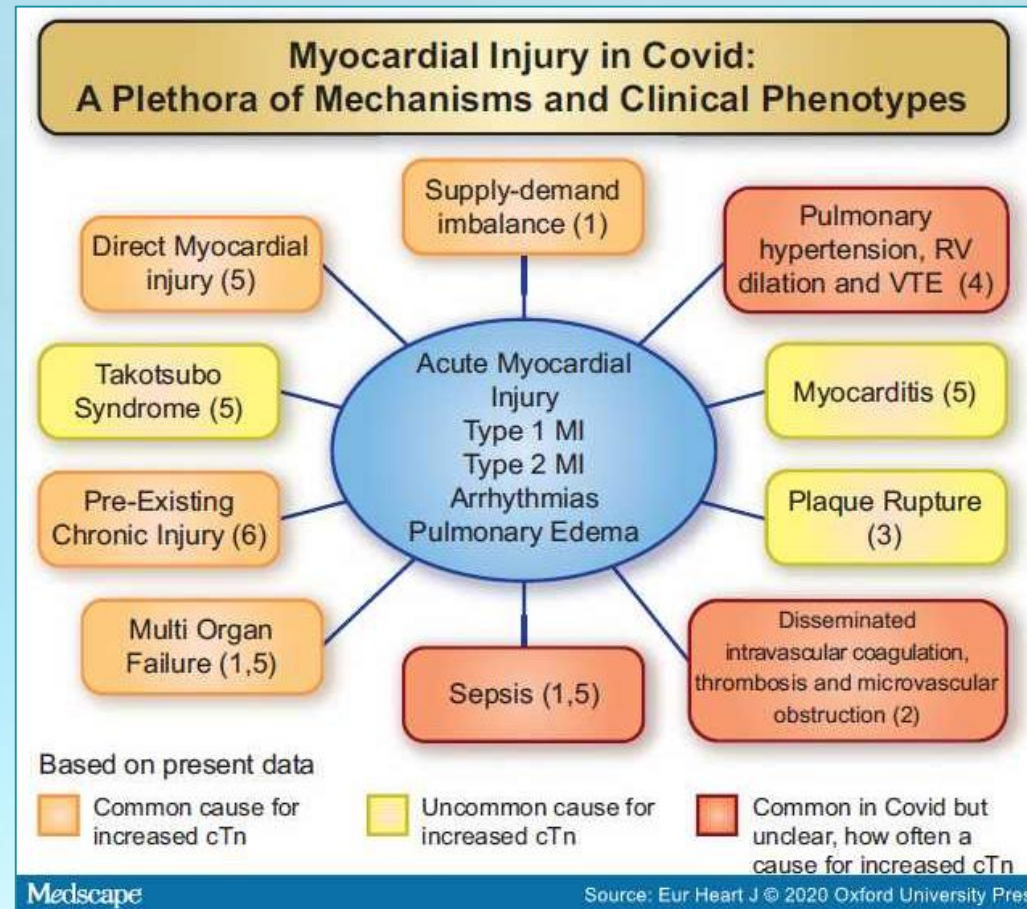 Myocardial Injury in Covid:
A Plethora of Mechanisms and Clinical Phenotypes
Supply-demand
imbalance (1)
Direct Myocardial
injury (5)
Pulmonary
hypertension, RV
dilation and VTE (4)
Takotsubo
Syndrome (5)
Acute Myocardial
Injury
Type 1 MI
Type 2 MI
Arrhythmias
Pulmonary Edema
Myocarditis (5)
Pre-Existing
Chronic Injury (6)
Plaque Rupture
(3)
Multi Organ
Failure (1,5)
Sepsis (1,5)
Disseminated
intravascular coagulation,
thrombosis and microvascular
obstruction (2)
Based on present data
Common cause for
increased cTn
Uncommon cause for
increased cTn
Common in Covid but
unclear, how often a
cause for increased cTn
Medscape
Source: Eur Heart J © 2020 Oxford University Pres